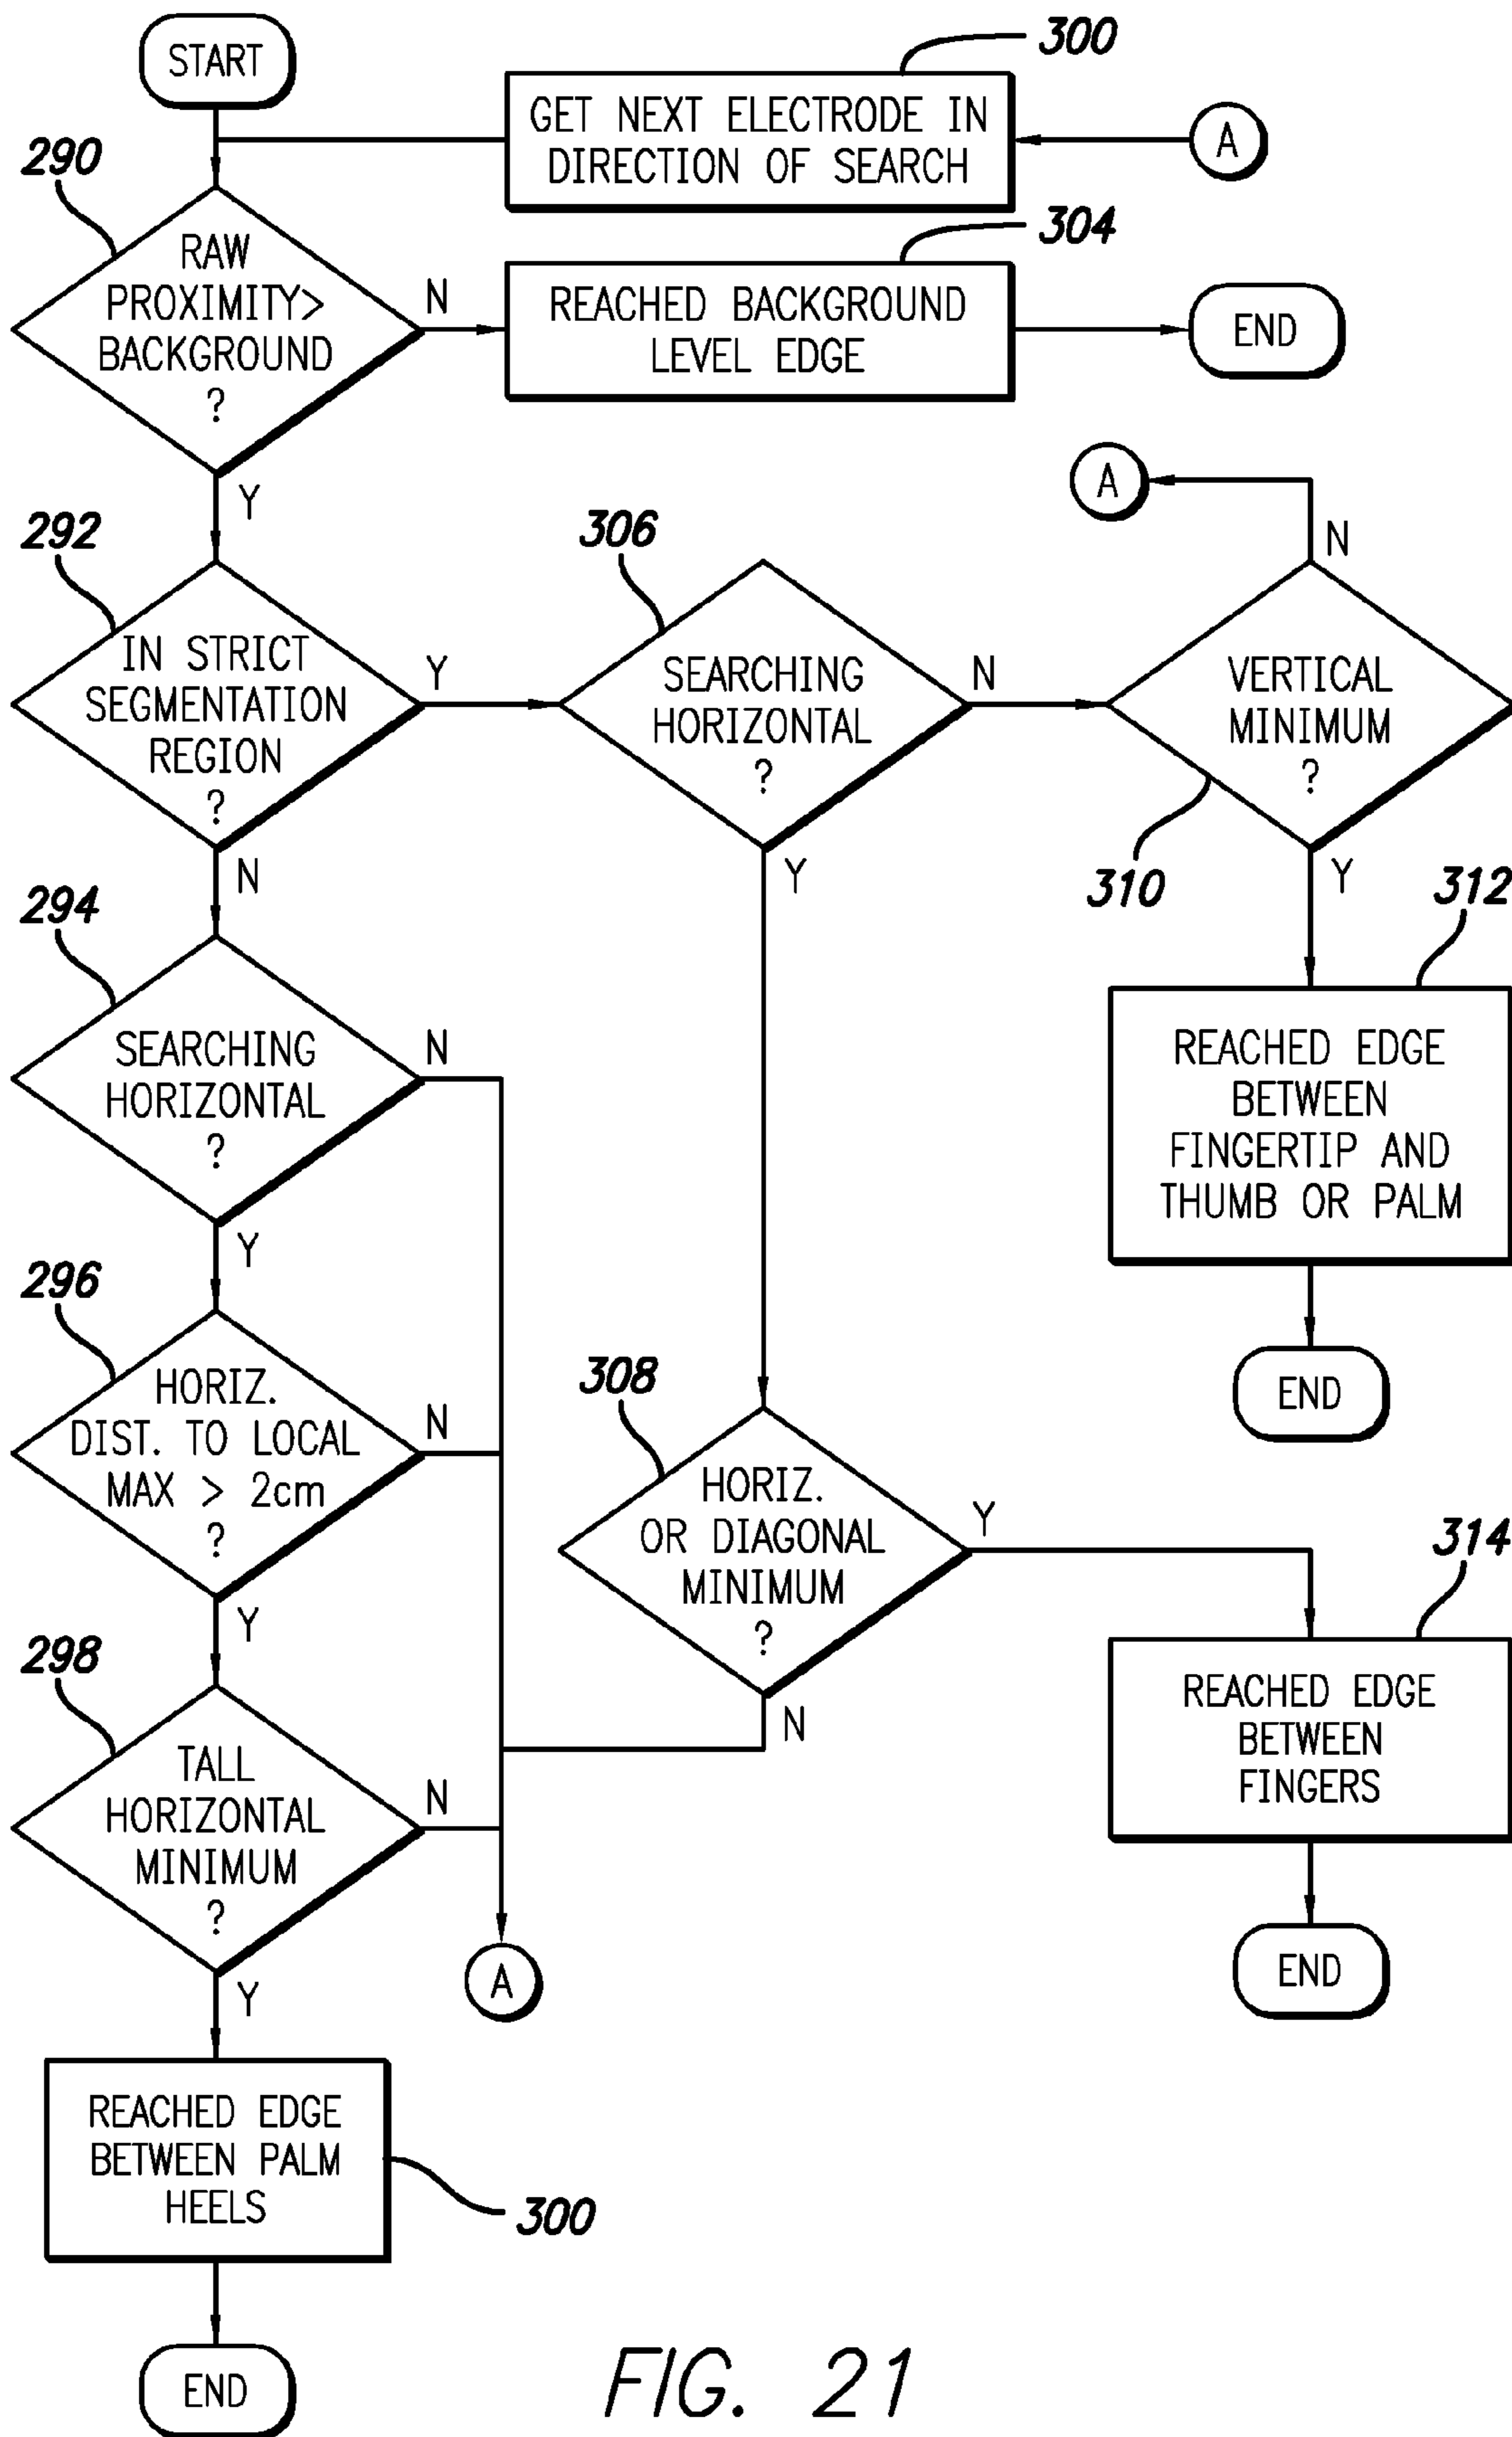 START
300
GET NEXT ELECTRODE IN
DIRECTION OF SEARCH
A
290
RAW
PROXIMITY>
BACKGROUND
?
N
Y
304
REACHED BACKGROUND
LEVEL EDGE
END
292
IN STRICT
SEGMENTATION
REGION
?
Y
N
306
SEARCHING
HORIZONTAL
?
N
Y
A
N
VERTICAL
MINIMUM
?
310
Y
312
REACHED EDGE
BETWEEN
FINGERTIP AND
THUMB OR PALM
END
294
SEARCHING
HORIZONTAL
?
N
Y
296
HORIZ.
DIST. TO LOCAL
MAX > 2cm
?
N
Y
308
HORIZ.
OR DIAGONAL
MINIMUM
?
Y
N
314
REACHED EDGE
BETWEEN
FINGERS
END
298
TALL
HORIZONTAL
MINIMUM
?
N
Y
A
REACHED EDGE
BETWEEN PALM
HEELS
300
END
FIG. 21